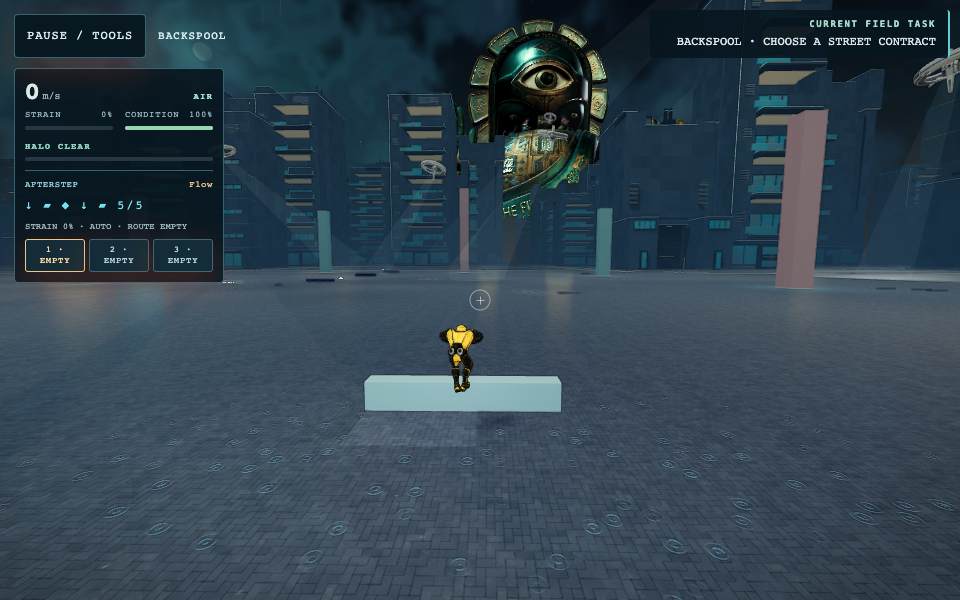 PAUSE / TOOLS
BACKSPOOL
CURRENT FIELD TASK
BACKSPOOL · CHOOSE A STREET CONTRACT
0 m/s
AIR
STRAIN 0%
CONDITION 100%
HALO CLEAR
AFTERSTEP
Flow
5/5
STRAIN 0% · AUTO · ROUTE EMPTY
1 · EMPTY
2 · EMPTY
3 · EMPTY